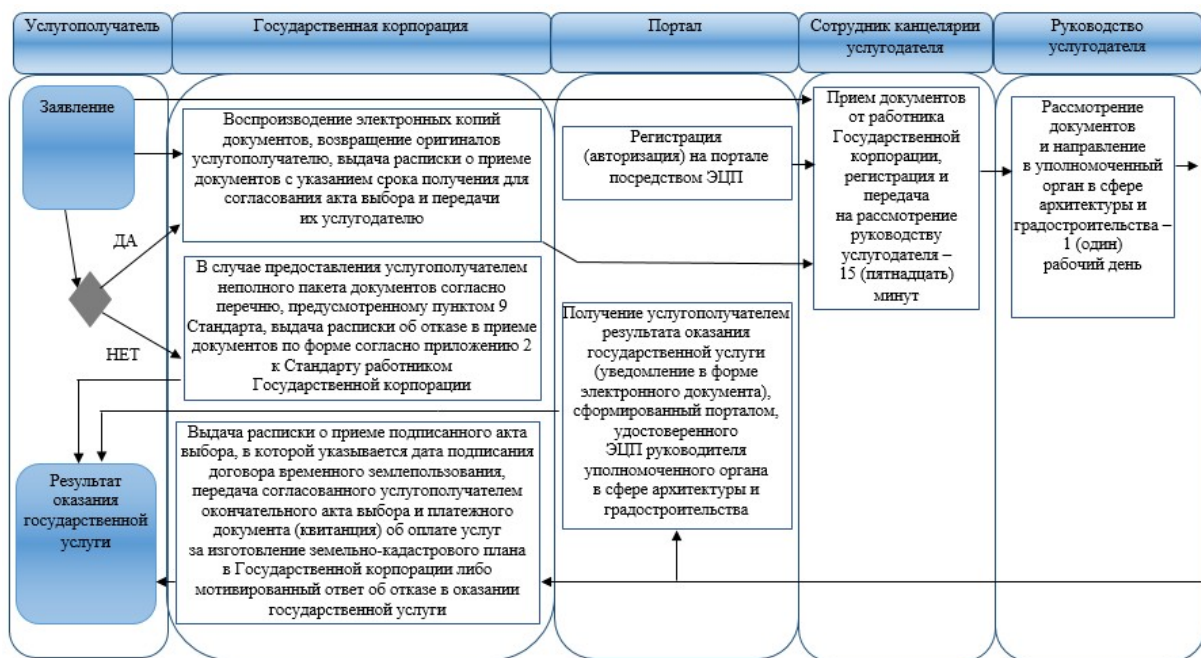 Услугополучатель
Государственная корпорация
Портал
Сотрудник канцелярии
услугодателя
Руководство
услугодателя
Заявление
ДА
НЕТ
Результат
оказания
государственной
услуги
Воспроизведение электронных копий
документов, возвращение оригиналов
услугополучателю, выдача расписки о приеме
документов с указанием срока получения для
согласования акта выбора и передачи
их услугодателю
В случае предоставления услугополучателем
неполного пакета документов согласно
перечню, предусмотренному пунктом 9
Стандарта, выдача расписки об отказе в приеме
документов по форме согласно приложению 2
к Стандарту работником
Государственной корпорации
Выдача расписки о приеме подписанного акта
выбора, в которой указывается дата подписания
договора временного землепользования,
передача согласованного услугополучателем
окончательного акта выбора и платежного
документа (квитанция) об оплате услуг
за изготовление земельно-кадастрового плана
в Государственной корпорации либо
мотивированный ответ об отказе в оказании
государственной услуги
Регистрация
(авторизация) на портале
посредством ЭЦП
Получение услугополучателем
результата оказания
государственной услуги
(уведомление в форме
электронного документа),
сформированный порталом,
удостоверенного
ЭЦП руководителя
уполномоченного органа
в сфере архитектуры и
градостроительства
Прием документов
от работника
Государственной
корпорации,
регистрация и
передача
на рассмотрение
руководству
услугодателя –
15 (пятнадцать)
минут
Рассмотрение
документов
и направление
в уполномоченный
орган в сфере
архитектуры и
градостроительства –
1 (один)
рабочий день